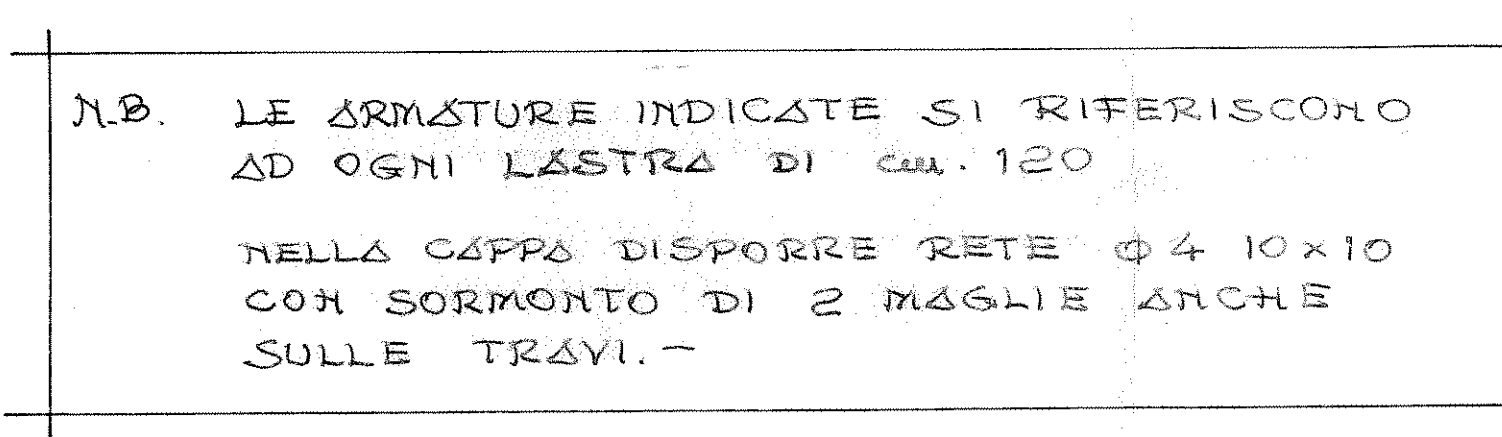 N.B. LE ARMATURE INDICATE SI RIFERISCONO
AD OGNI LASTRA DI cm. 120
NELLA CAPPA DISPORRE RETE ϕ 4 10x10
CON SORMONTO DI 2 MAGLIE ANCHE
SULLE TRAVI.-